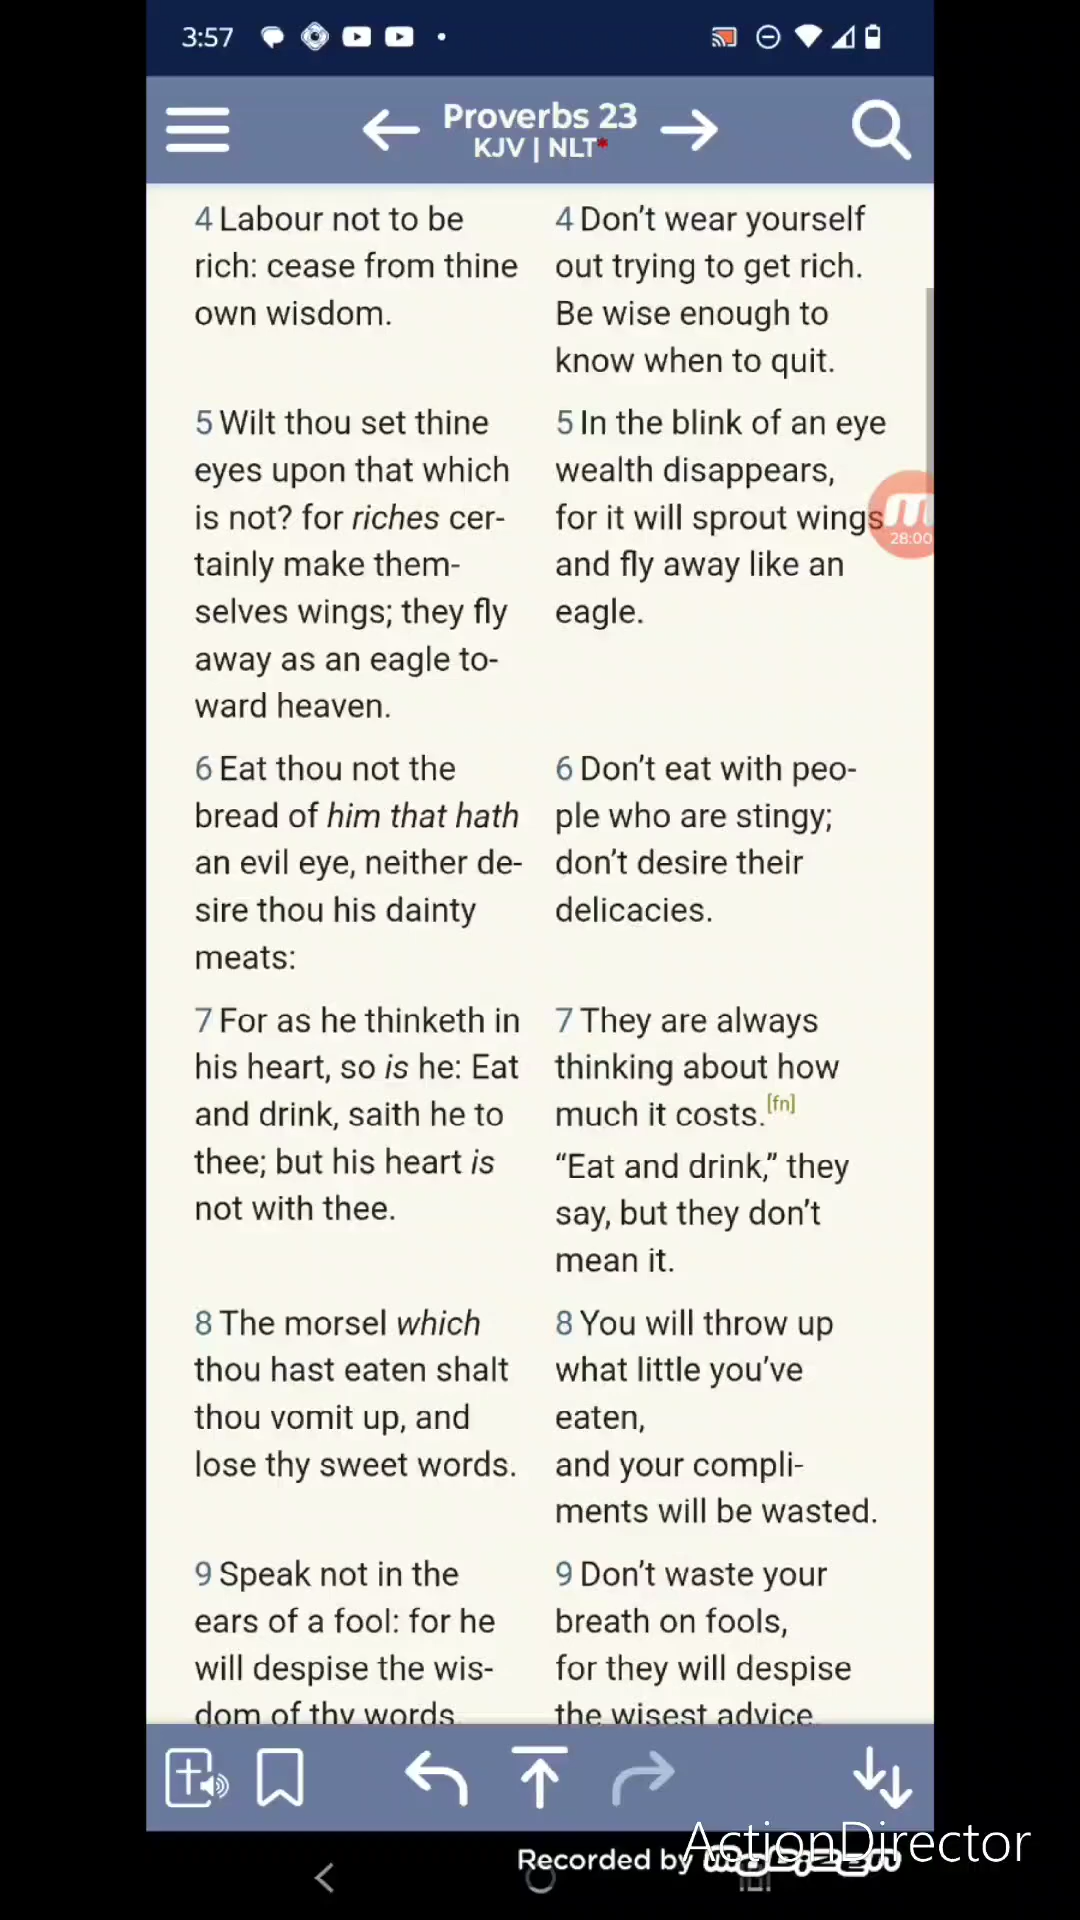 3:57
Proverbs 23
KJV | NLT*
4 Labour not to be
rich: cease from thine
own wisdom.
4 Don’t wear yourself
out trying to get rich.
Be wise enough to
know when to quit.
5 Wilt thou set thine
eyes upon that which
is not? for riches cer-
tainly make them-
selves wings; they fly
away as an eagle to-
ward heaven.
5 In the blink of an eye
wealth disappears,
for it will sprout wings
and fly away like an
eagle.
28:00
6 Eat thou not the
bread of him that hath
an evil eye, neither de-
sire thou his dainty
meats:
6 Don’t eat with peo-
ple who are stingy;
don’t desire their
delicacies.
7 For as he thinketh in
his heart, so is he: Eat
and drink, saith he to
thee; but his heart is
not with thee.
7 They are always
thinking about how
much it costs.[fn]
“Eat and drink,” they
say, but they don’t
mean it.
8 The morsel which
thou hast eaten shalt
thou vomit up, and
lose thy sweet words.
8 You will throw up
what little you’ve
eaten,
and your compli-
ments will be wasted.
9 Speak not in the
ears of a fool: for he
will despise the wis-
dom of thy words.
9 Don’t waste your
breath on fools,
for they will despise
the wisest advice.
ActionDirector
Recorded by mobizen